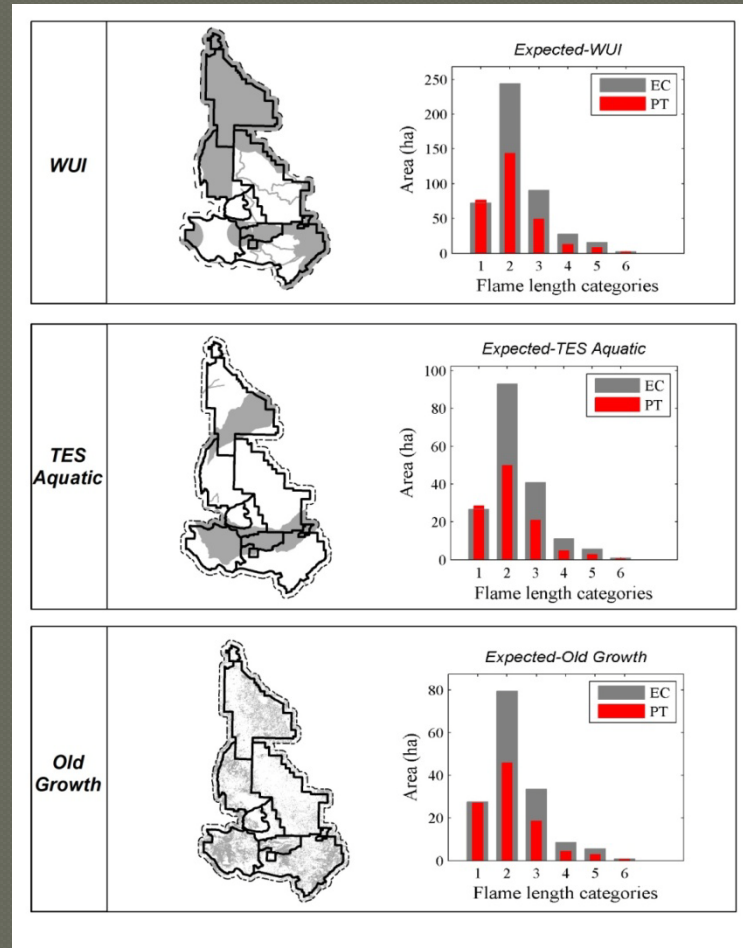 WUI
Expected-WUI
250
200
150
100
50
0
Area (ha)
EC
PT
1 2 3 4 5 6
Flame length categories
TES
Aquatic
Expected-TES Aquatic
100
80
60
40
20
0
Area (ha)
EC
PT
1 2 3 4 5 6
Flame length categories
Old
Growth
Expected-Old Growth
80
60
40
20
0
Area (ha)
EC
PT
1 2 3 4 5 6
Flame length categories